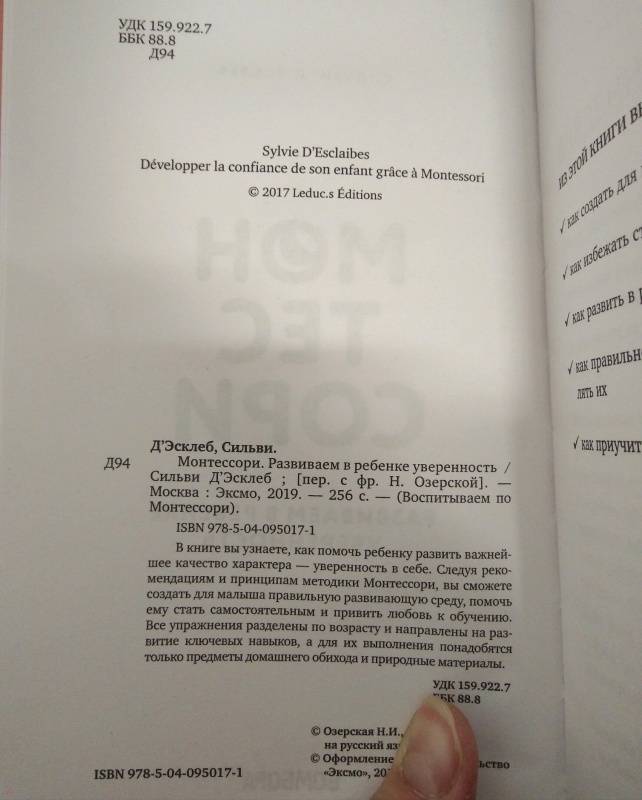 УДК 159.922.7
ББК 88.8
Д94
Sylvie D'Esclaibes
Développer la confiance de son enfant grâce à Montessori
© 2017 Leduc.s Éditions
МОН
ТЕС
СОРИ
Д'Эсклеб, Сильви.
Д94 Монтессори. Развиваем в ребенке уверенность /
Сильви Д'Эсклеб ; [пер. с фр. Н. Озерской]. —
Москва : Эксмо, 2019. — 256 с. — (Воспитываем по
Монтессори).
ISBN 978-5-04-095017-1
В книге вы узнаете, как помочь ребенку развить важней-
шее качество характера — уверенность в себе. Следуя реко-
мендациям и принципам методики Монтессори, вы сможете
создать для малыша правильную развивающую среду, помочь
ему стать самостоятельным и привить любовь к обучению.
Все упражнения разделены по возрасту и направлены на раз-
витие ключевых навыков, а для их выполнения понадобятся
только предметы домашнего обихода и природные материалы.
УДК 159.922.7
ББК 88.8
© Озерская Н.И.,
на русский
© Оформление
«Эксмо»,
ISBN 978-5-04-095017-1
ИЗ ЭТОЙ КНИГИ
√ как создать для
√ как избежать
√ как развить в
√ как правильно
лять их
√ как приучить